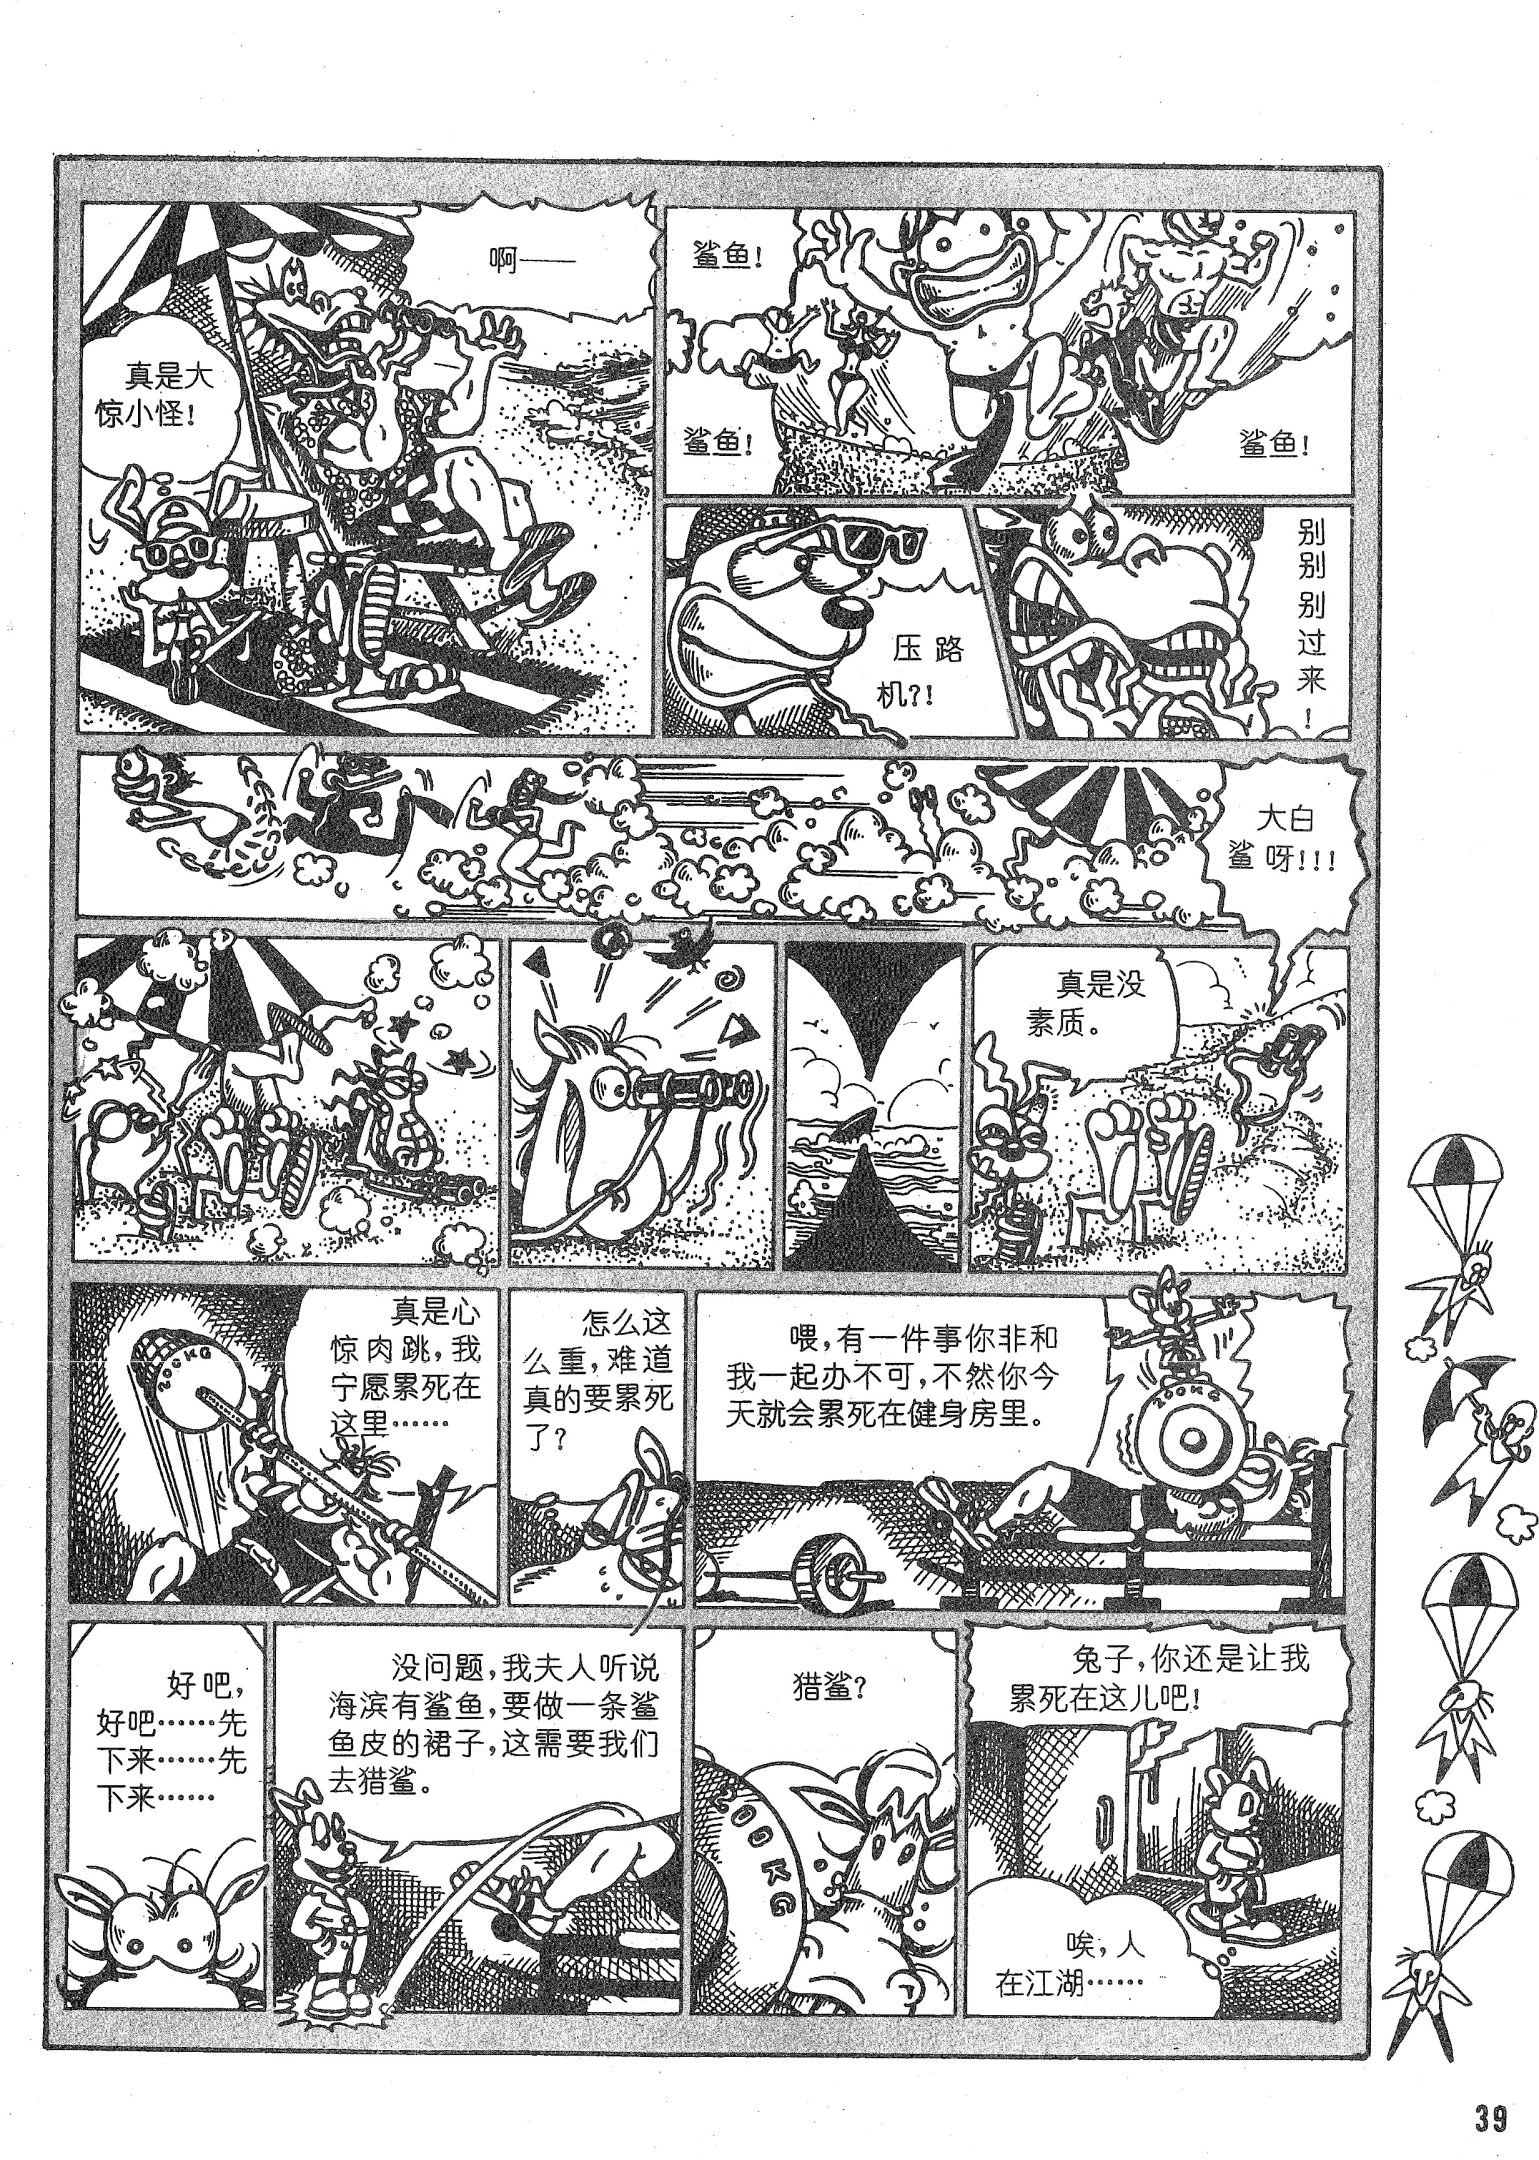 啊——
真是大
惊小怪！
鲨鱼！
鲨鱼！
鲨鱼！
压路
机？！
别别别过来！
大白
鲨呀！！！
真是没
素质。
真是心
惊肉跳，我
宁愿累死在
这里……
200KG
怎么这
么重，难道
真的要累死
了？
喂，有一件事你非和
我一起办不可，不然你今
天就会累死在健身房里。
200KG
好吧，
好吧……先
下来……先
下来……
没问题，我夫人听说
海滨有鲨鱼，要做一条鲨
鱼皮的裙子，这需要我们
去猎鲨。
猎鲨？
200KG
兔子，你还是让我
累死在这儿吧！
唉，人
在江湖……
39